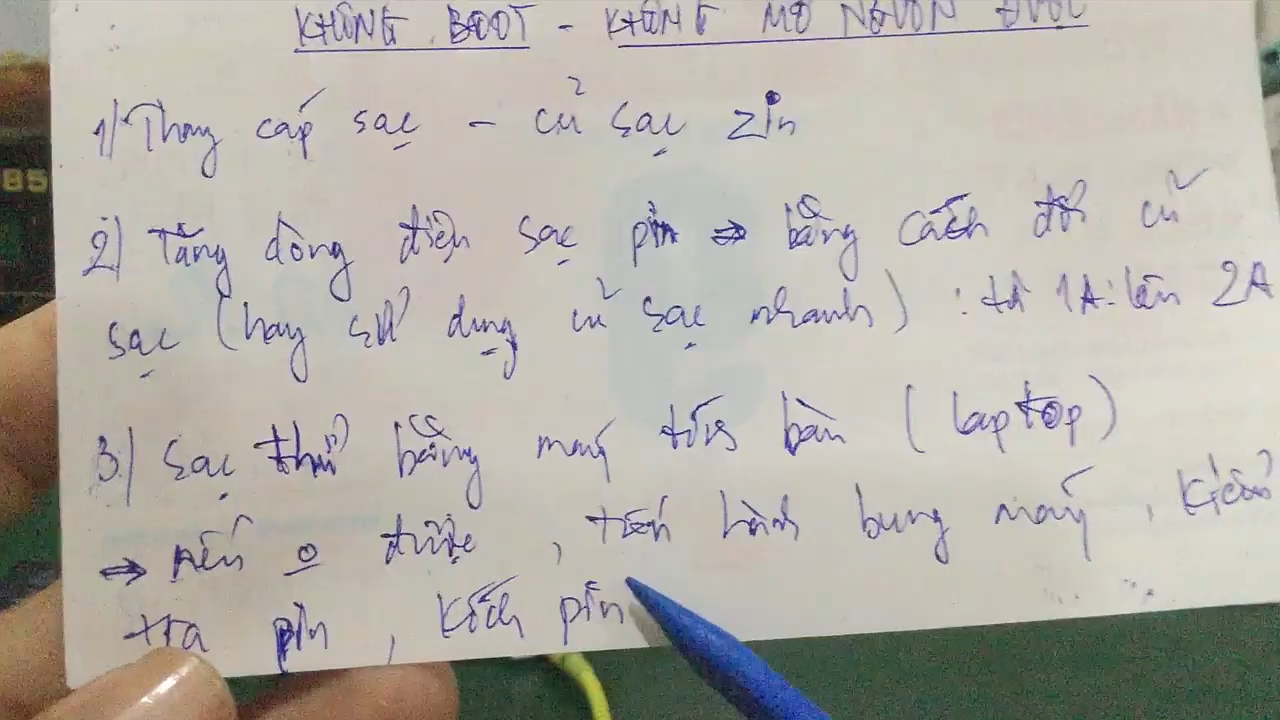 KHÔNG BOOT - KHÔNG MỞ NGUỒN ĐƯỢC
1) Thay cáp sạc - củ sạc zin
2) Tăng dòng điện sạc pin ⇒ bằng cách đổi củ
sạc (hay sử dụng củ sạc nhanh) : từ 1A lên 2A
3) Sạc thử bằng máy tính bàn (laptop)
⇒ nếu o được, tiến hành bung máy, kiểm
tra pin, kích pin
85